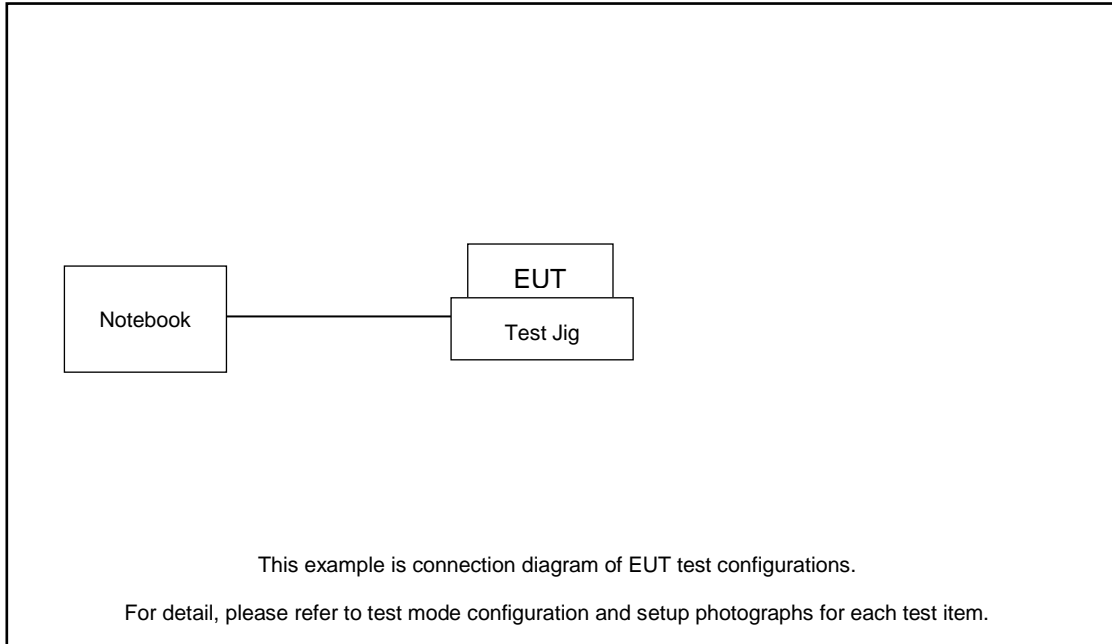 EUT
Notebook
Test Jig
This example is connection diagram of EUT test configurations.
For detail, please refer to test mode configuration and setup photographs for each test item.